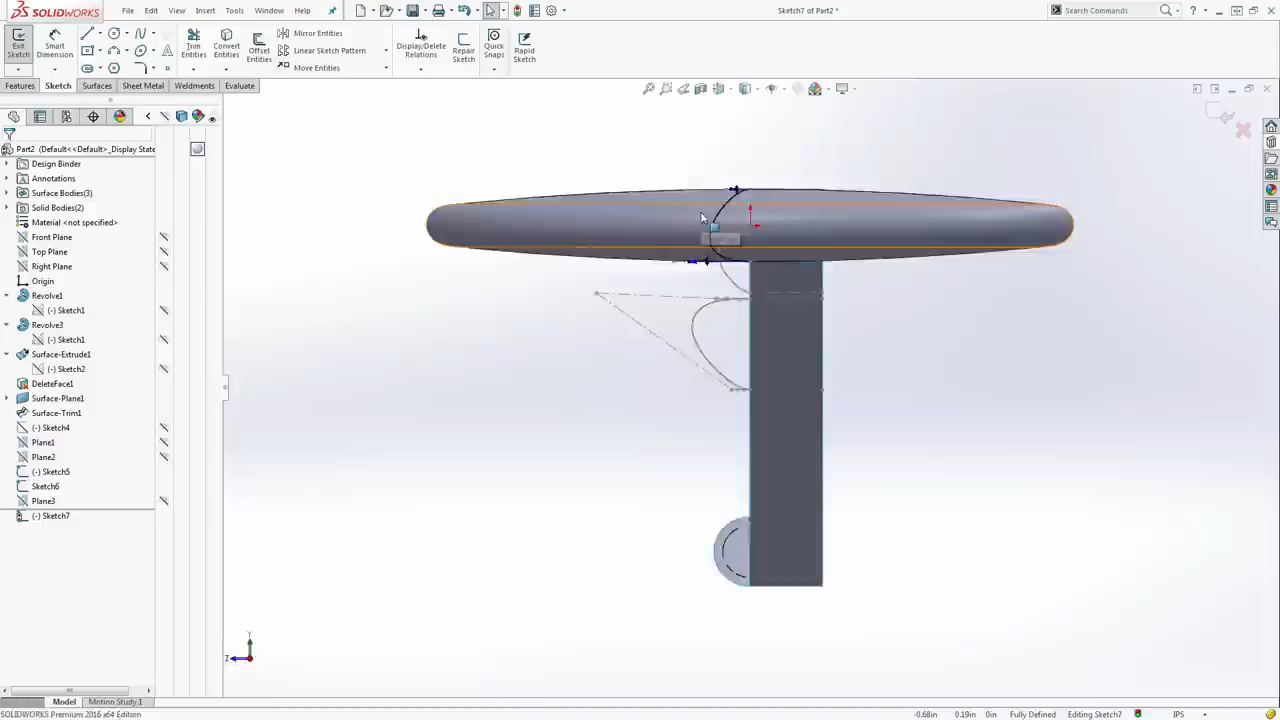 SOLIDWORKS
File
Edit
View
Insert
Tools
Window
Help
Sketch7 of Part2 *
Search Commands
Exit Sketch
Smart Dimension
Trim Entities
Convert Entities
Offset Entities
Mirror Entities
Linear Sketch Pattern
Move Entities
Display/Delete Relations
Repair Sketch
Quick Snaps
Rapid Sketch
Features
Sketch
Surfaces
Sheet Metal
Weldments
Evaluate
Part2 (Default<<Default>_Display State
Design Binder
Annotations
Surface Bodies(3)
Solid Bodies(2)
Material <not specified>
Front Plane
Top Plane
Right Plane
Origin
Revolve1
(-) Sketch1
Revolve3
(-) Sketch1
Surface-Extrude1
(-) Sketch2
DeleteFace1
Surface-Plane1
Surface-Trim1
(-) Sketch4
Plane1
Plane2
(-) Sketch5
Sketch6
Plane3
(-) Sketch7
Y
Z
Model
Motion Study 1
SOLIDWORKS Premium 2016 x64 Edition
-0.68in
0.19in
0in
Fully Defined
Editing Sketch7
IPS